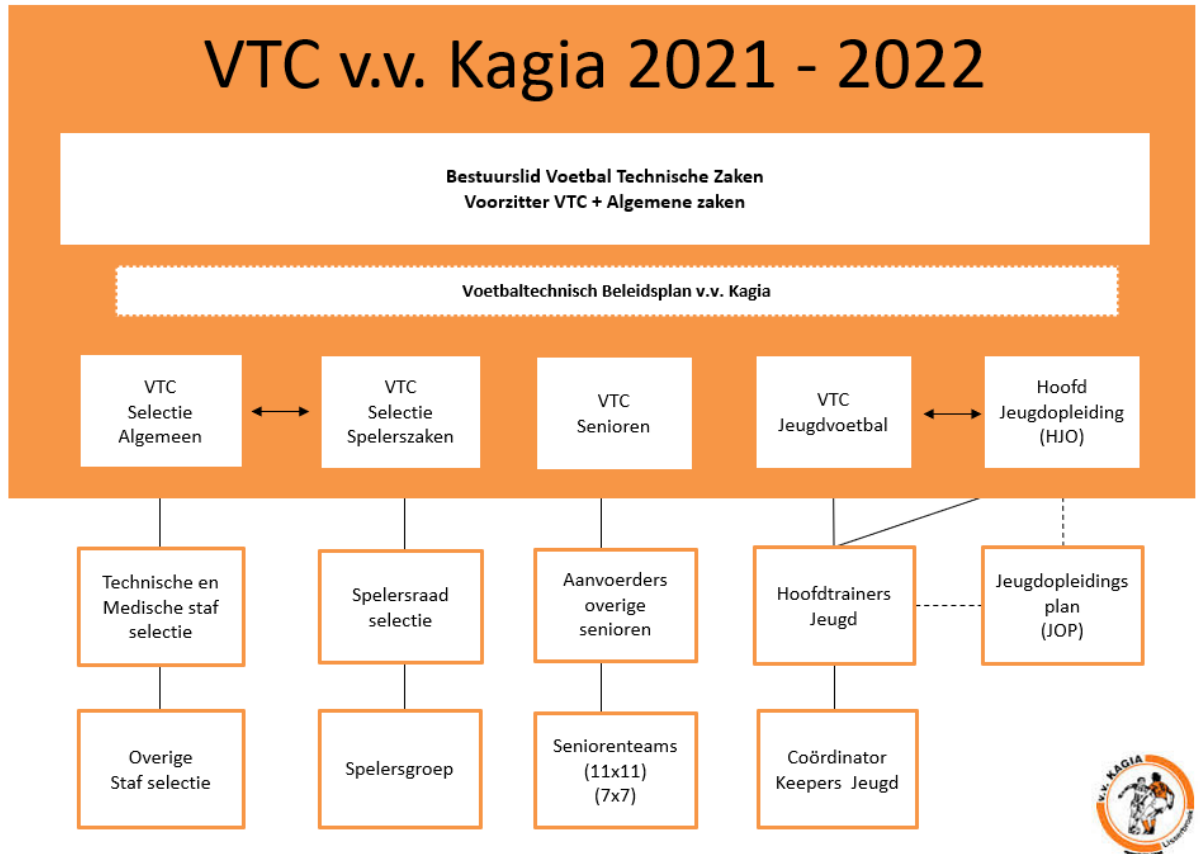 VTC v.v. Kagia 2021 - 2022
Bestuurslid Voetbal Technische Zaken
Voorzitter VTC + Algemene zaken
Voetbaltechnisch Beleidsplan v.v. Kagia
VTC
Selectie
Algemeen
VTC
Selectie
Spelerszaken
VTC
Senioren
VTC
Jeugdvoetbal
Hoofd
Jeugdopleiding
(HJO)
Technische en
Medische staf
selectie
Spelersraad
selectie
Aanvoerders
overige
senioren
Hoofdtrainers
Jeugd
Jeugdopleidings
plan
(JOP)
Overige
Staf selectie
Spelersgroep
Seniorenteams
(11x11)
(7x7)
Coördinator
Keepers Jeugd
V.V. KAGIA
Lisserbroek